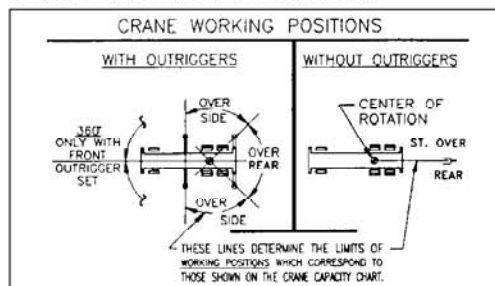 CRANE WORKING POSITIONS
WITH OUTRIGGERS
WITHOUT OUTRIGGERS
OVER
SIDE
360°
ONLY WITH
FRONT
OUTRIGGER
SET
OVER
REAR
OVER
SIDE
CENTER OF
ROTATION
ST. OVER
REAR
THESE LINES DETERMINE THE LIMITS OF
WORKING POSITIONS WHICH CORRESPOND TO
THOSE SHOWN ON THE CRANE CAPACITY CHART.